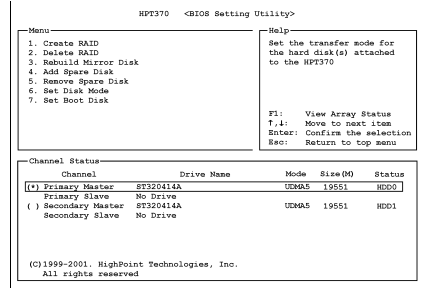 HPT370 <BIOS Setting Utility>
Menu
1. Create RAID
2. Delete RAID
3. Rebuild Mirror Disk
4. Add Spare Disk
5. Remove Spare Disk
6. Set Disk Mode
7. Set Boot Disk
Help
Set the transfer mode for
the hard disk(s) attached
to the HPT370
F1: View Array Status
↑,↓: Move to next item
Enter: Confirm the selection
Esc: Return to top menu
Channel Status
Channel Drive Name Mode Size(M) Status
(*) Primary Master ST320414A UDMA5 19551 HDD0
Primary Slave No Drive
( ) Secondary Master ST320414A UDMA5 19551 HDD1
Secondary Slave No Drive
(C)1999-2001. HighPoint Technologies, Inc.
All rights reserved